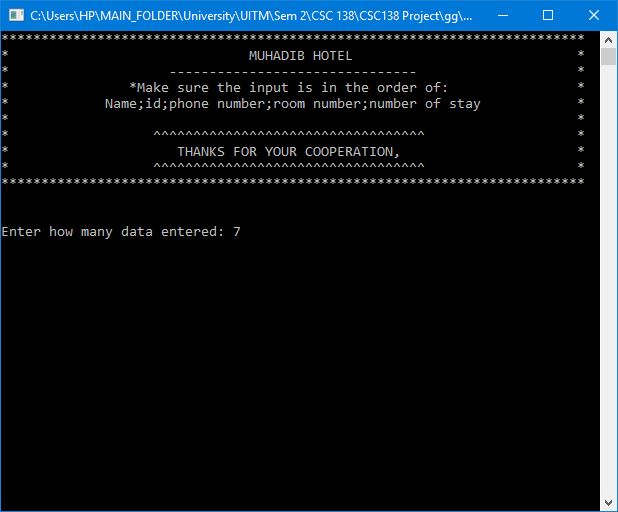 C:\Users\HP\MAIN_FOLDER\University\UITM\Sem 2\CSC 138\CSC138 Project\gg\...
*************************************************************************
* MUHADIB HOTEL *
* ------------------------------- *
* *Make sure the input is in the order of: *
* Name;id;phone number;room number;number of stay *
* *
* ^^^^^^^^^^^^^^^^^^^^^^^^^^^^^^^^^^ *
* THANKS FOR YOUR COOPERATION, *
* ^^^^^^^^^^^^^^^^^^^^^^^^^^^^^^^^^^ *
*************************************************************************
Enter how many data entered: 7